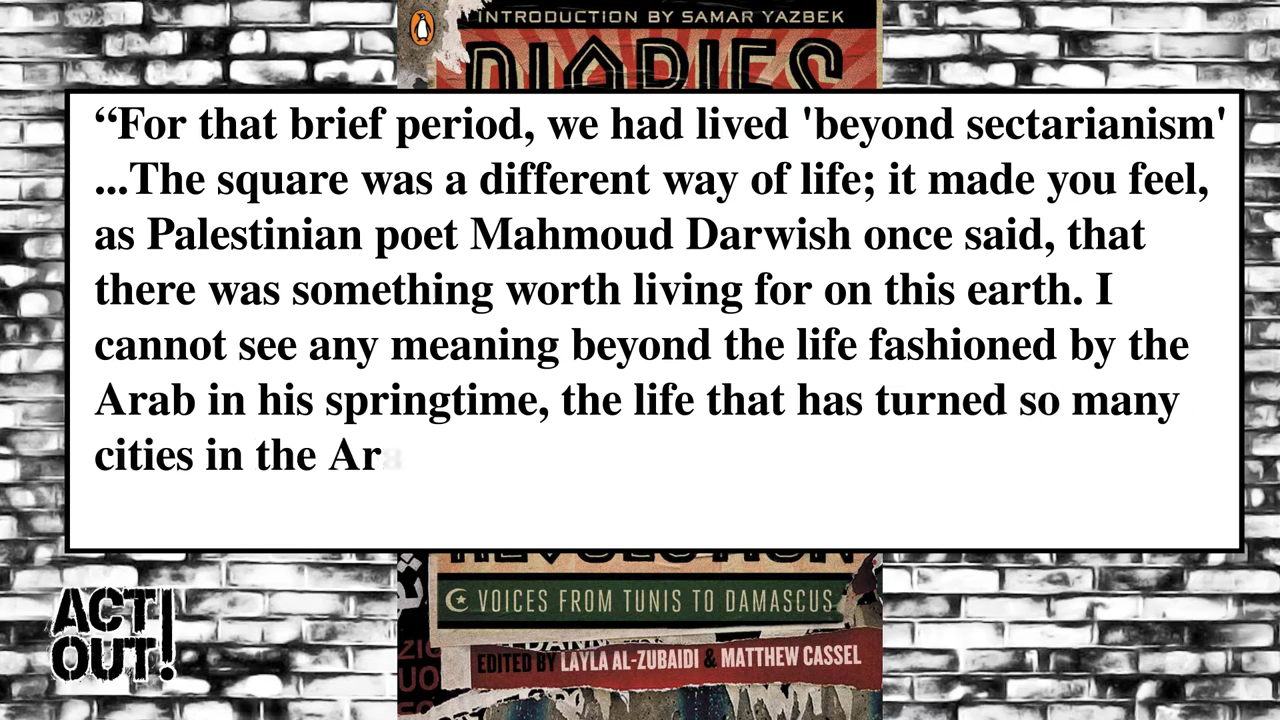 INTRODUCTION BY SAMAR YAZBEK
DIARIES
“For that brief period, we had lived 'beyond sectarianism'
...The square was a different way of life; it made you feel,
as Palestinian poet Mahmoud Darwish once said, that
there was something worth living for on this earth. I
cannot see any meaning beyond the life fashioned by the
Arab in his springtime, the life that has turned so many
cities in the Ara
REVOLUTION
VOICES FROM TUNIS TO DAMASCUS
EDITED BY LAYLA AL-ZUBAIDI & MATTHEW CASSEL
ACT
OUT!